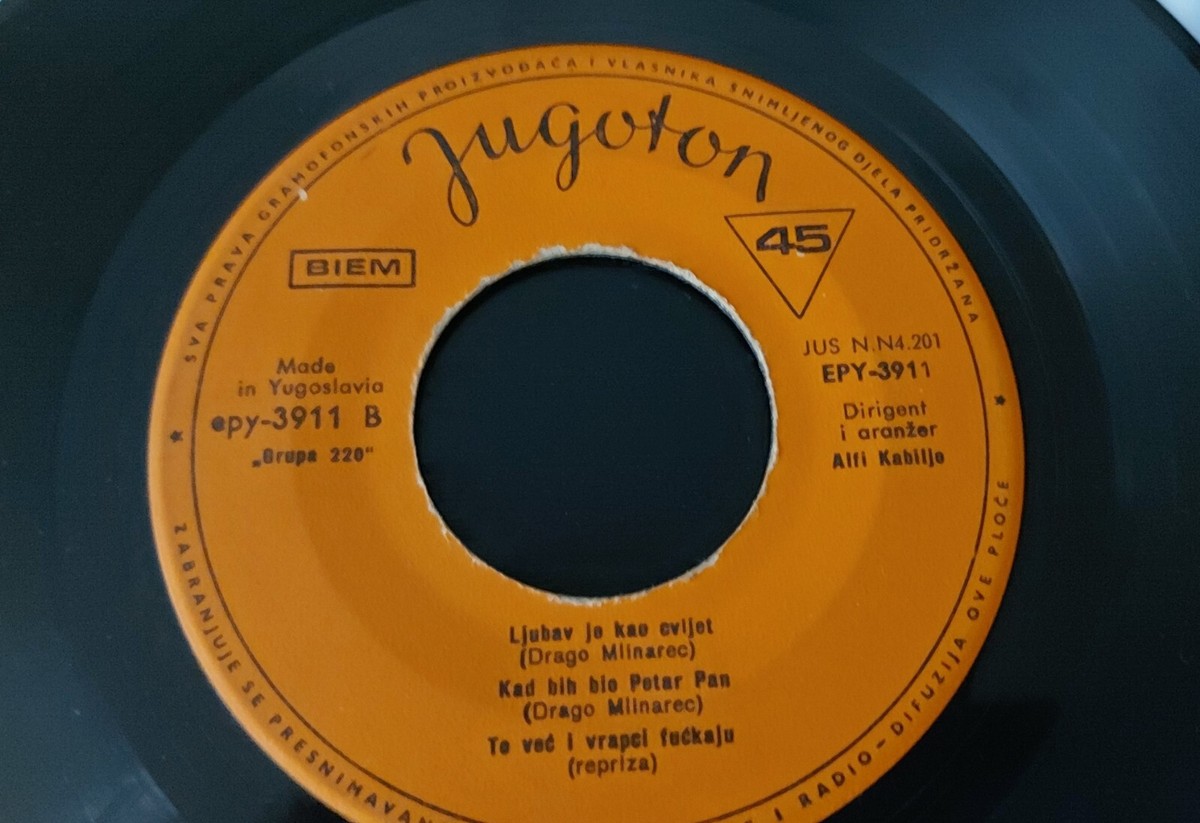 SVA PRAVA GRAMOFONSKIH PROIZVOĐAČA I VLASNIKA SNIMLJENOG DJELA PRIDRŽANA
Jugoton
BIEM
45
Made
in Yugoslavia
epy-3911 B
„Grupa 220“
JUS N.N4.201
EPY-3911
Dirigent
i aranžer
Alfi Kabiljo
Ljubav je kao cvijet
(Drago Mlinarec)
Kad bih bio Petar Pan
(Drago Mlinarec)
To već i vrapci fućkaju
(repriza)
ZABRANJUJE SE PRESNIMAVAN
I RADIO-DIFUZIJA OVE PLOČE